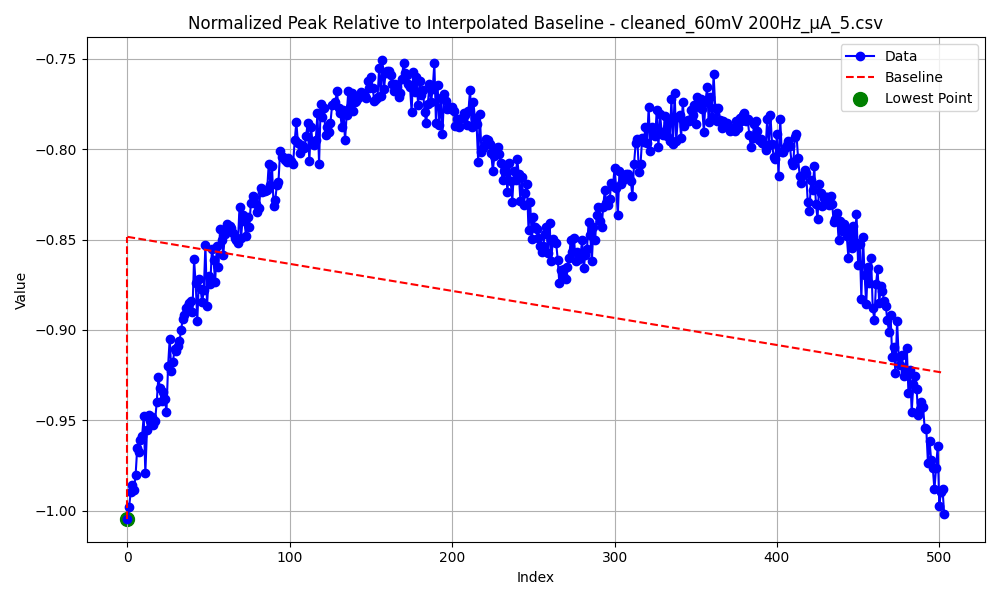 Normalized Peak Relative to Interpolated Baseline - cleaned_60mV 200Hz_µA_5.csv
Data
Baseline
Lowest Point
Value
−0.75
−0.80
−0.85
−0.90
−0.95
−1.00
0 100 200 300 400 500
Index